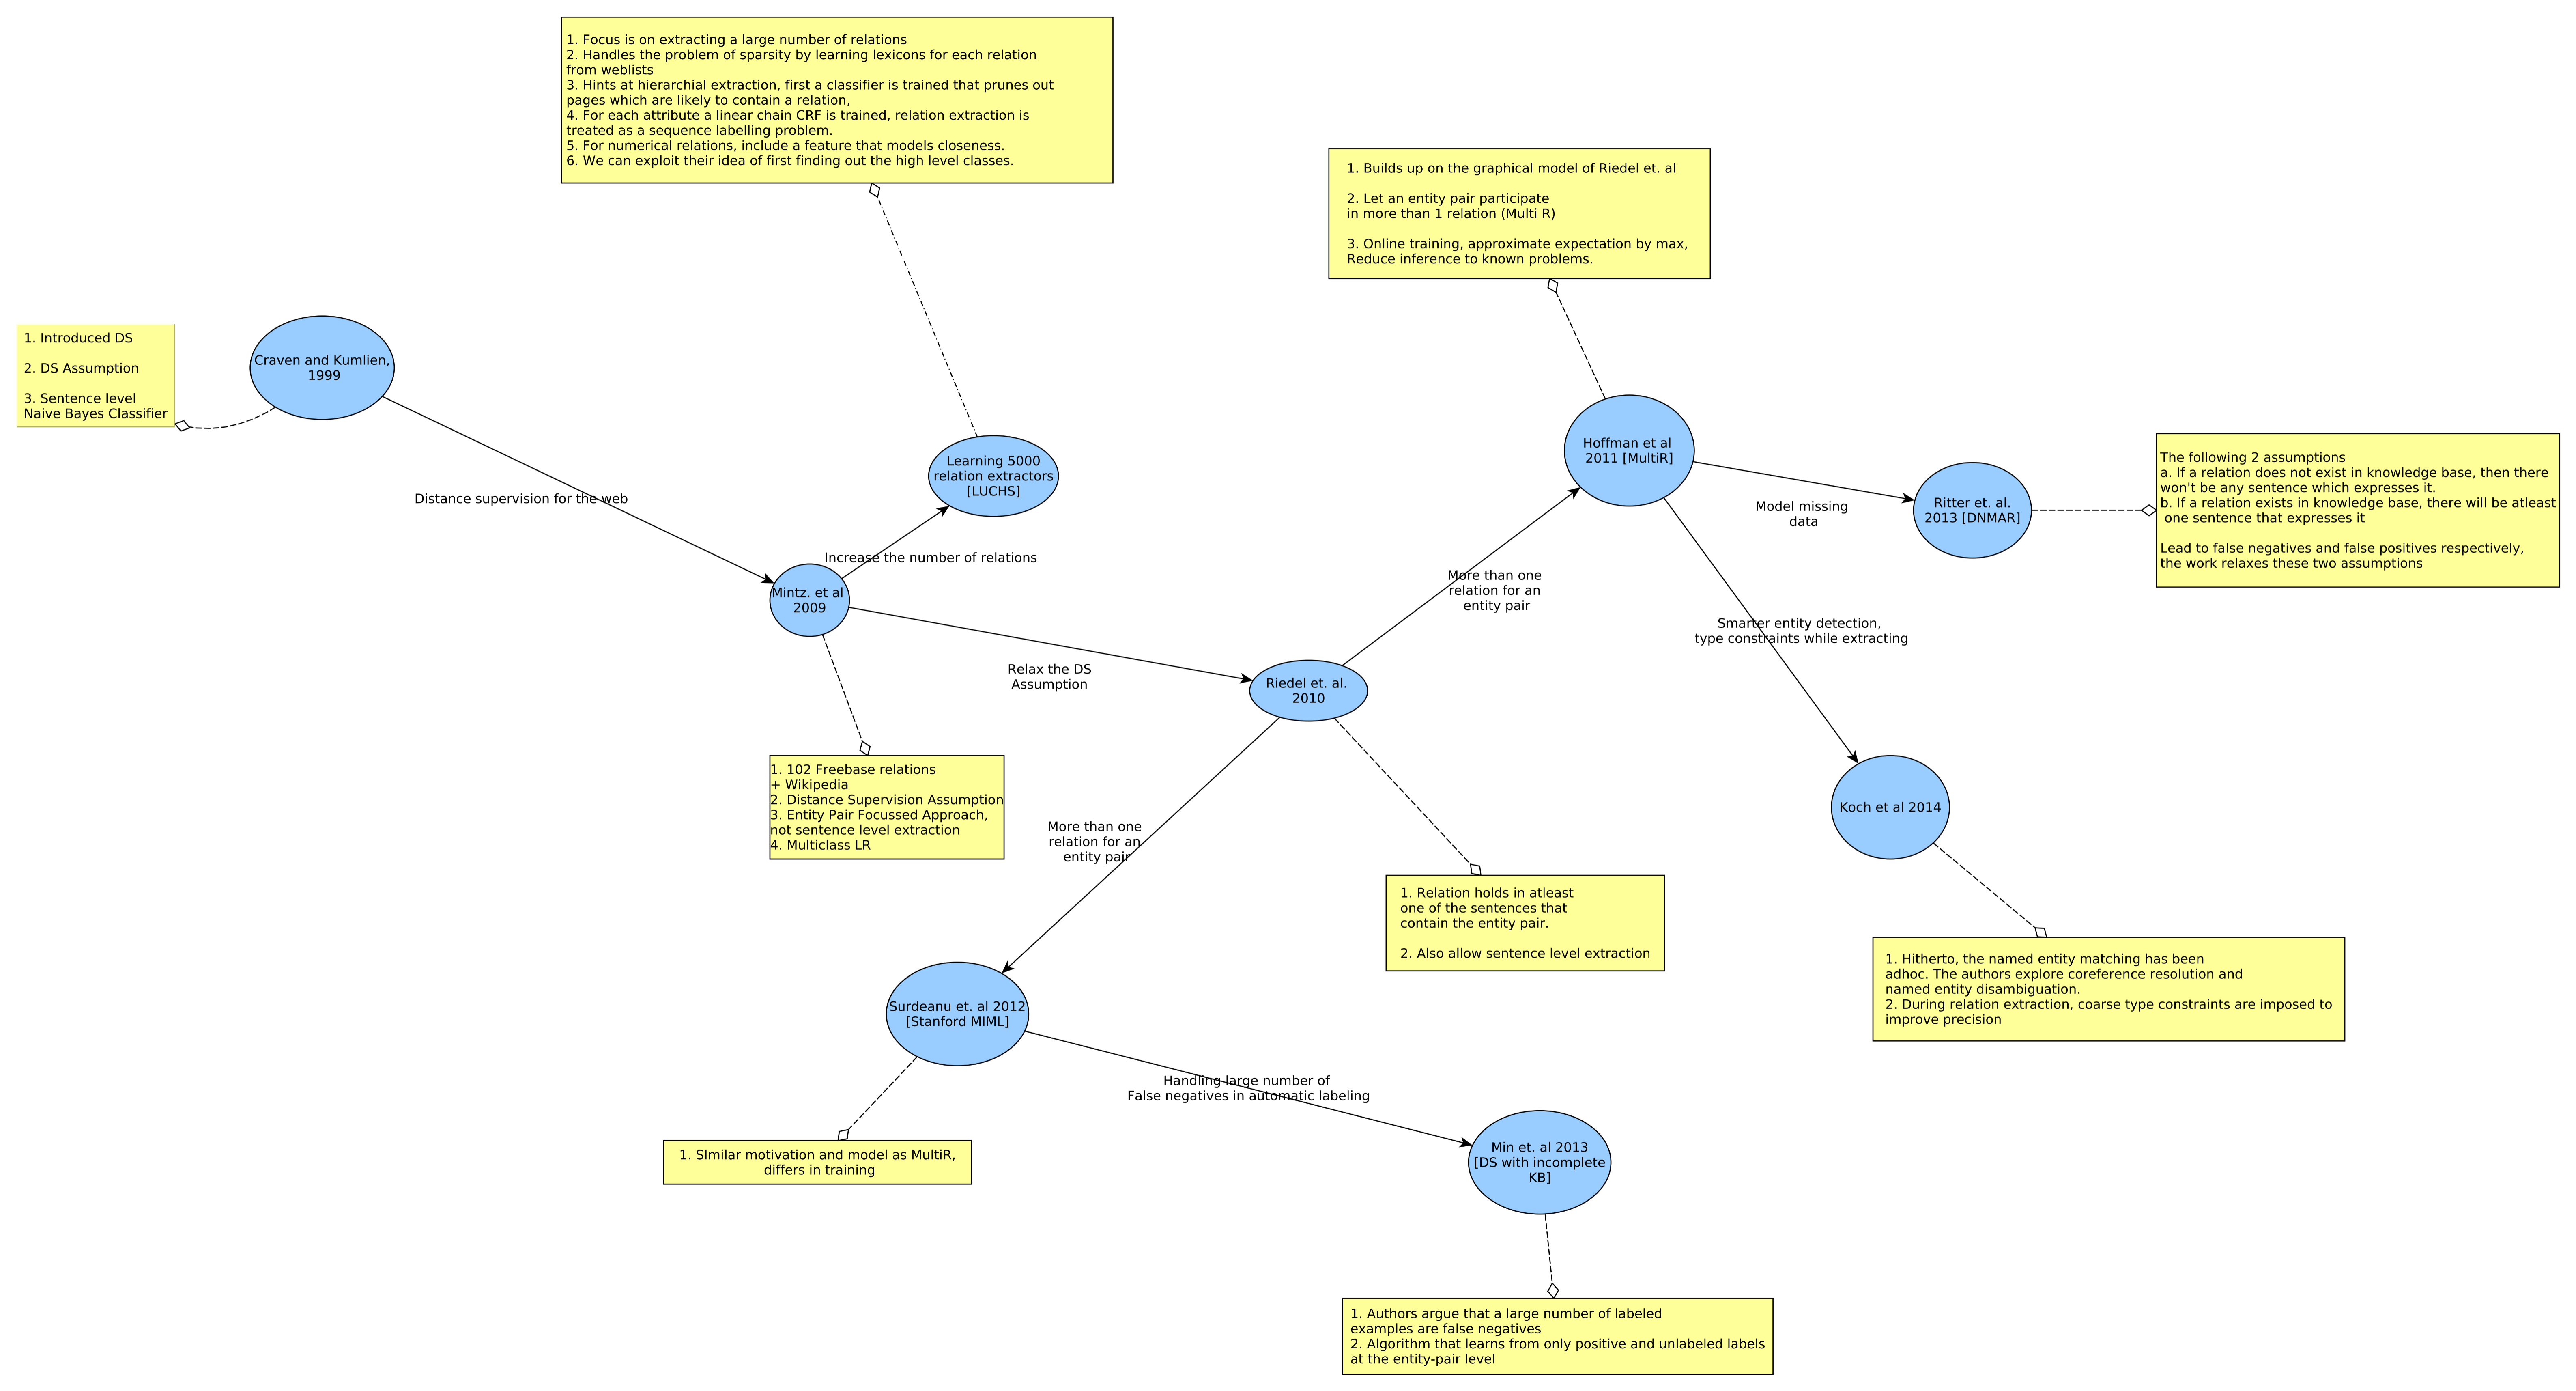 1. Focus is on extracting a large number of relations
2. Handles the problem of sparsity by learning lexicons for each relation
from weblists
3. Hints at hierarchial extraction, first a classifier is trained that prunes out
pages which are likely to contain a relation,
4. For each attribute a linear chain CRF is trained, relation extraction is
treated as a sequence labelling problem.
5. For numerical relations, include a feature that models closeness.
6. We can exploit their idea of first finding out the high level classes.
1. Builds up on the graphical model of Riedel et. al
2. Let an entity pair participate
in more than 1 relation (Multi R)
3. Online training, approximate expectation by max,
Reduce inference to known problems.
1. Introduced DS
2. DS Assumption
3. Sentence level
Naive Bayes Classifier
Craven and Kumlien,
1999
Distance supervision for the web
Learning 5000
relation extractors
[LUCHS]
Increase the number of relations
Mintz. et al
2009
Relax the DS
Assumption
Hoffman et al
2011 [MultiR]
Model missing
data
Ritter et. al.
2013 [DNMAR]
The following 2 assumptions
a. If a relation does not exist in knowledge base, then there
won't be any sentence which expresses it.
b. If a relation exists in knowledge base, there will be atleast
one sentence that expresses it
Lead to false negatives and false positives respectively,
the work relaxes these two assumptions
More than one
relation for an
entity pair
Smarter entity detection,
type constraints while extracting
Riedel et. al.
2010
1. 102 Freebase relations
+ Wikipedia
2. Distance Supervision Assumption
3. Entity Pair Focussed Approach,
not sentence level extraction
4. Multiclass LR
More than one
relation for an
entity pair
Koch et al 2014
1. Relation holds in atleast
one of the sentences that
contain the entity pair.
2. Also allow sentence level extraction
1. Hitherto, the named entity matching has been
adhoc. The authors explore coreference resolution and
named entity disambiguation.
2. During relation extraction, coarse type constraints are imposed to
improve precision
Surdeanu et. al 2012
[Stanford MIML]
Handling large number of
False negatives in automatic labeling
1. SImilar motivation and model as MultiR,
differs in training
Min et. al 2013
[DS with incomplete
KB]
1. Authors argue that a large number of labeled
examples are false negatives
2. Algorithm that learns from only positive and unlabeled labels
at the entity-pair level